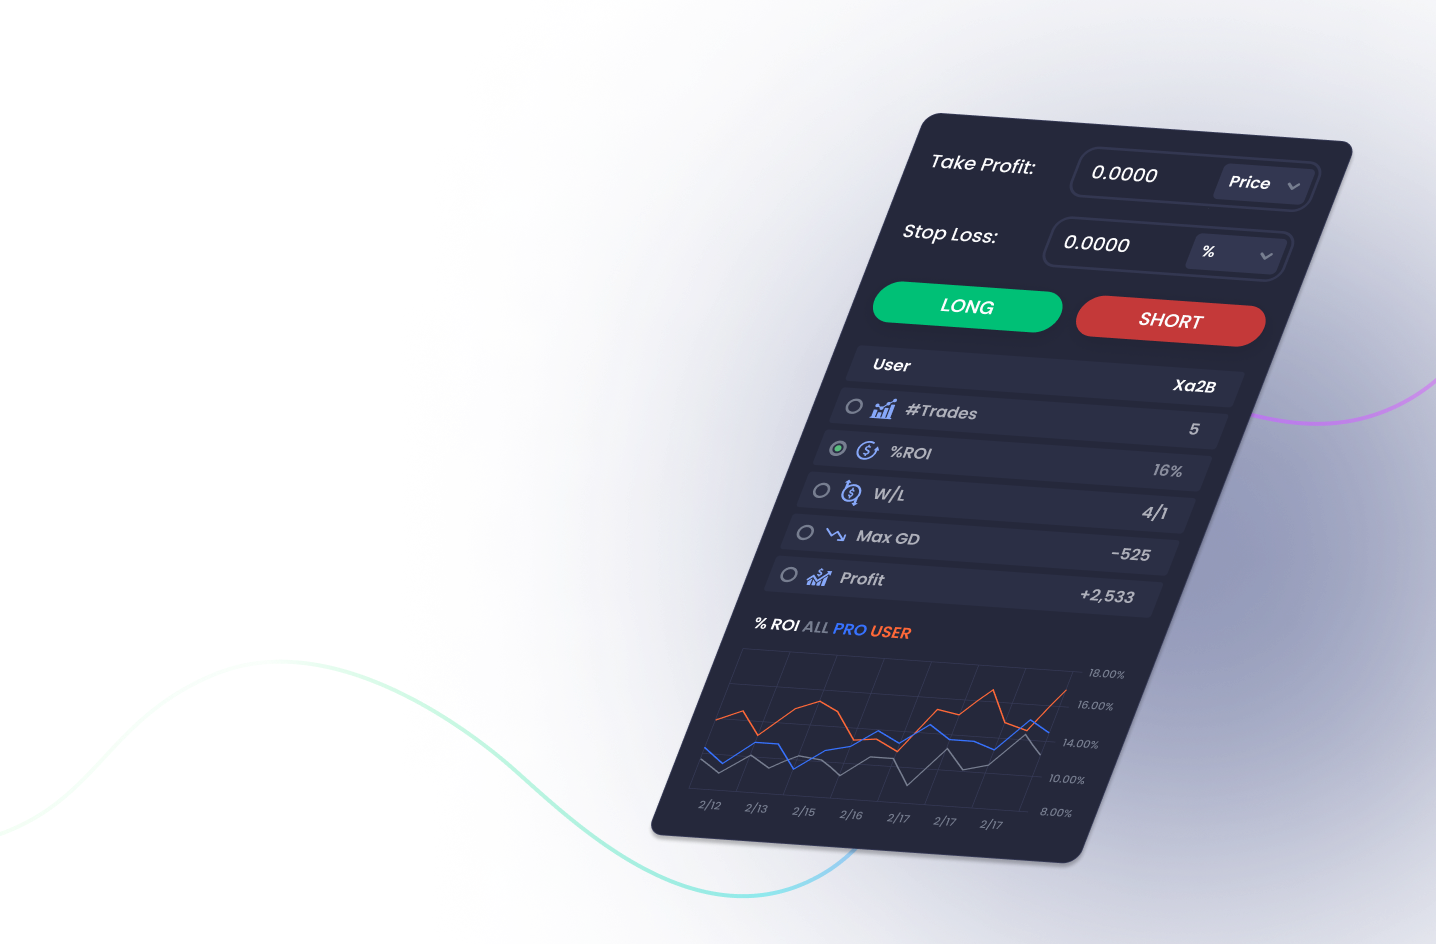 Take Profit: 0.0000 Price
Stop Loss: 0.0000 %
LONG SHORT
User Xa2B
#Trades 5
%ROI 16%
W/L 4/1
Max GD -525
Profit +2,533
% ROI ALL PRO USER
18.00%
16.00%
14.00%
10.00%
8.00%
2/12 2/13 2/15 2/16 2/17 2/17 2/17